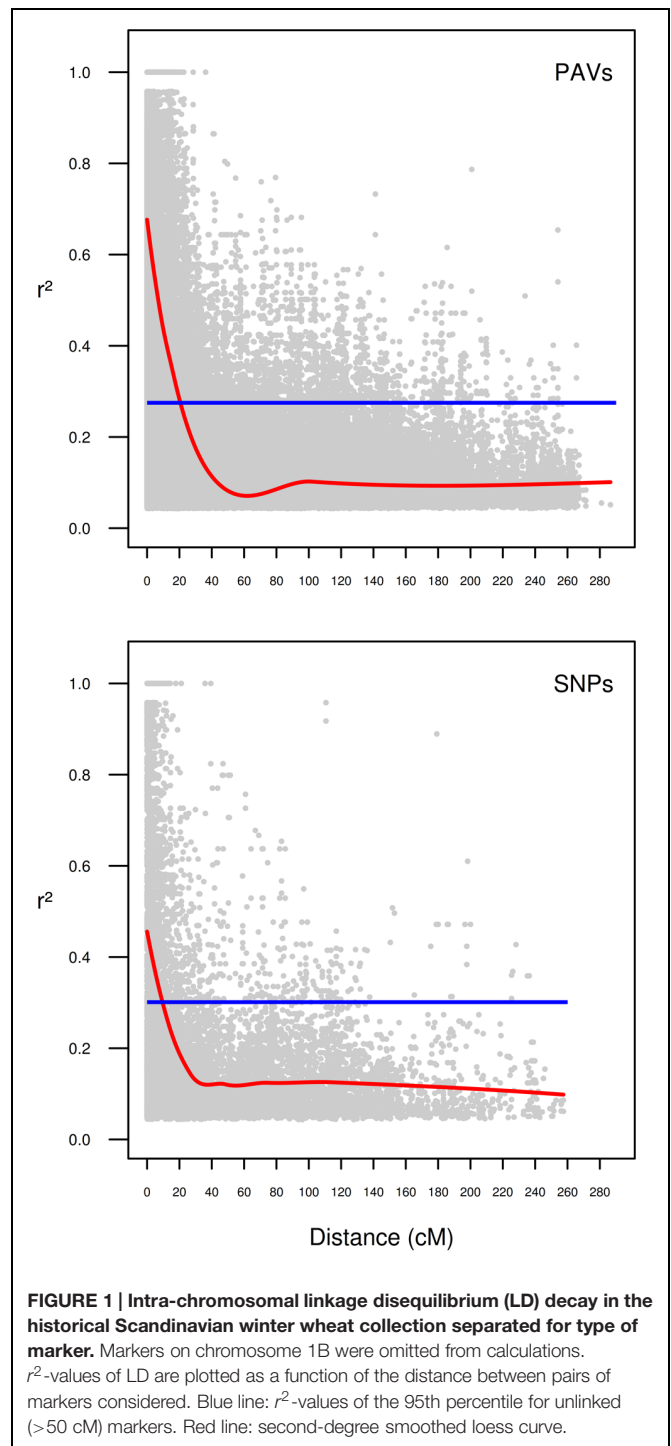 PAVs
1.0
0.8
0.6
r²
0.4
0.2
0.0
0 20 40 60 80 100 120 140 160 180 200 220 240 260 280
SNPs
1.0
0.8
0.6
r²
0.4
0.2
0.0
0 20 40 60 80 100 120 140 160 180 200 220 240 260 280
Distance (cM)
FIGURE 1 | Intra-chromosomal linkage disequilibrium (LD) decay in the
historical Scandinavian winter wheat collection separated for type of
marker. Markers on chromosome 1B were omitted from calculations.
r²-values of LD are plotted as a function of the distance between pairs of
markers considered. Blue line: r²-values of the 95th percentile for unlinked
(>50 cM) markers. Red line: second-degree smoothed loess curve.